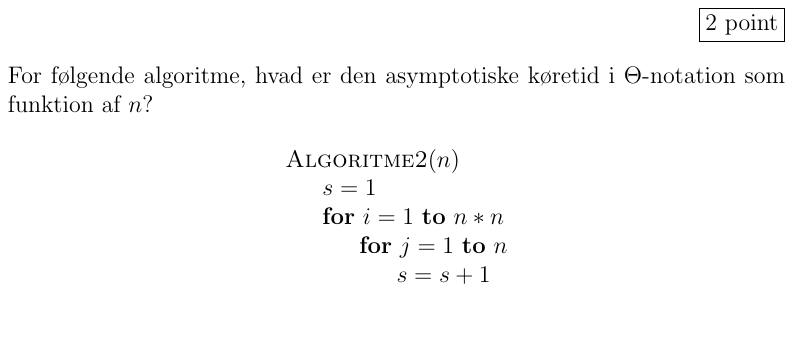 2 point
For følgende algoritme, hvad er den asymptotiske køretid i Θ-notation som
funktion af n?
ALGORITME2(n)
s = 1
for i = 1 to n ∗ n
for j = 1 to n
s = s + 1